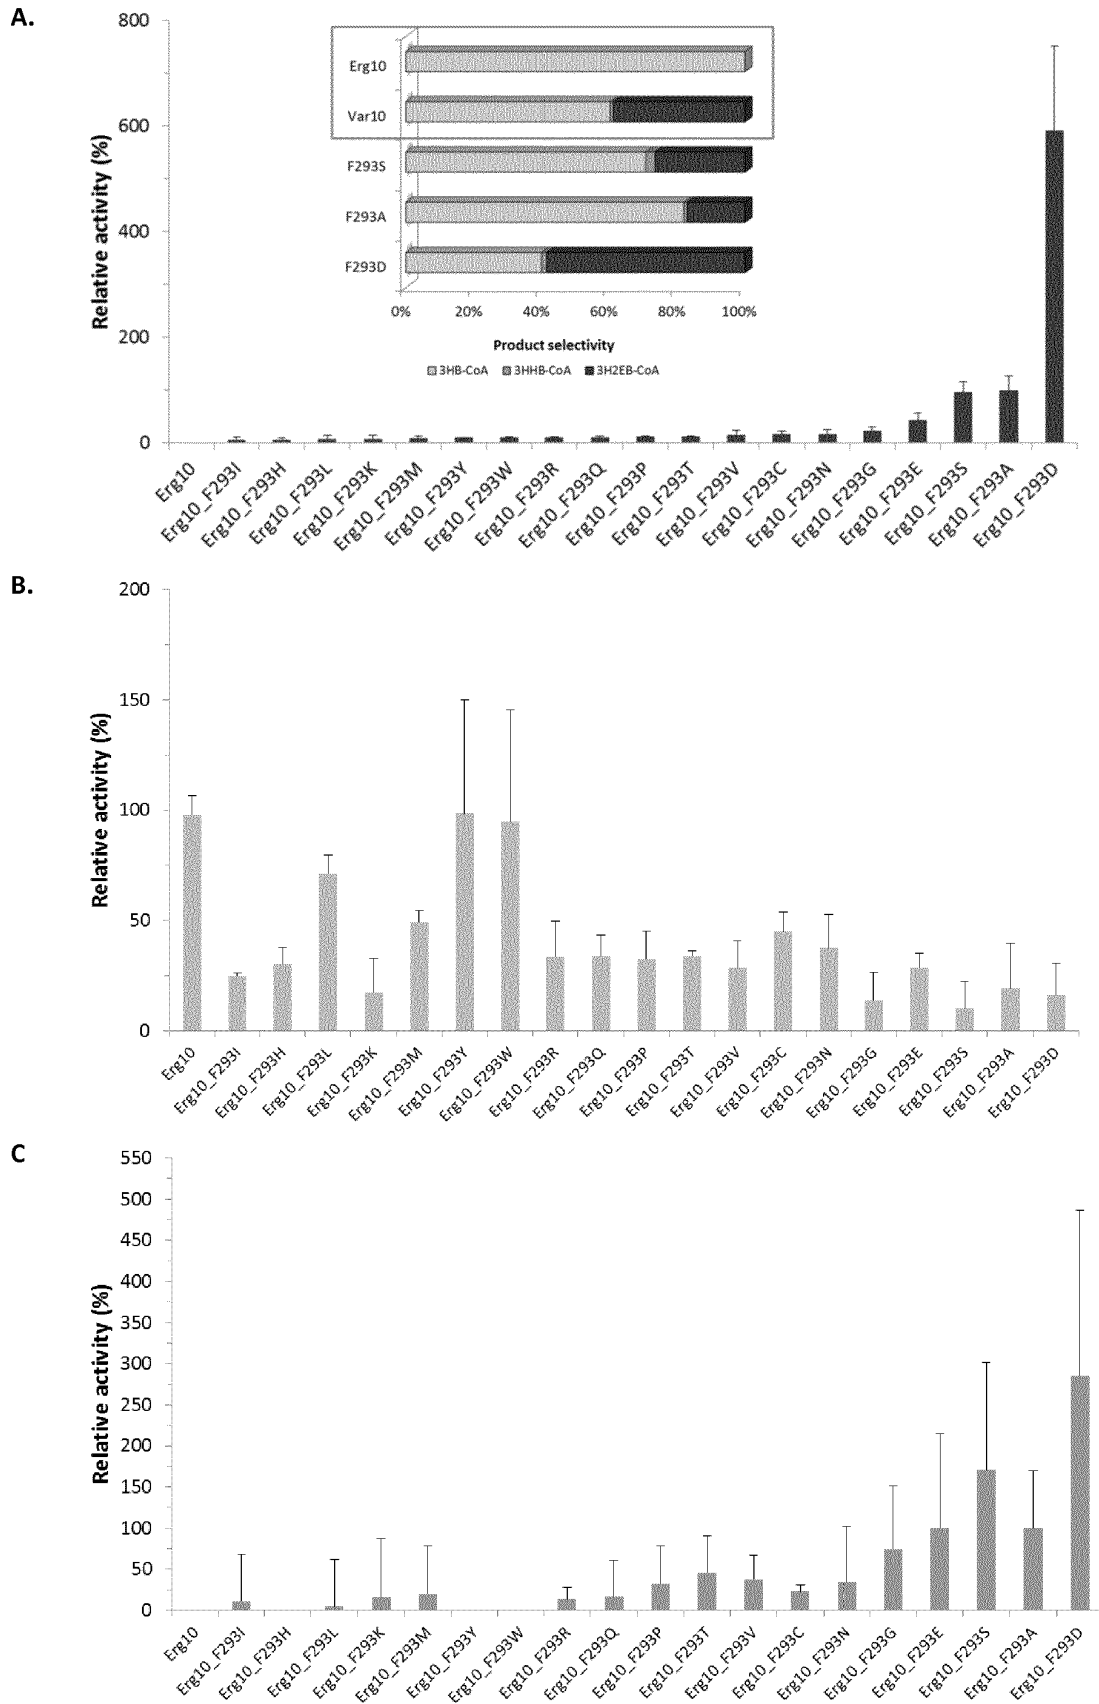 A.
Relative activity (%)
800
600
400
200
0
Erg10
Var10
F293S
F293A
F293D
0% 20% 40% 60% 80% 100%
Product selectivity
3HB-CoA 3HHB-CoA 3H2EB-CoA
Erg10 Erg10_F293I Erg10_F293H Erg10_F293L Erg10_F293K Erg10_F293M Erg10_F293Y Erg10_F293W Erg10_F293R Erg10_F293Q Erg10_F293P Erg10_F293T Erg10_F293V Erg10_F293C Erg10_F293N Erg10_F293G Erg10_F293E Erg10_F293S Erg10_F293A Erg10_F293D
B.
Relative activity (%)
200
150
100
50
0
Erg10 Erg10_F293I Erg10_F293H Erg10_F293L Erg10_F293K Erg10_F293M Erg10_F293Y Erg10_F293W Erg10_F293R Erg10_F293Q Erg10_F293P Erg10_F293T Erg10_F293V Erg10_F293C Erg10_F293N Erg10_F293G Erg10_F293E Erg10_F293S Erg10_F293A Erg10_F293D
C
Relative activity (%)
550
500
450
400
350
300
250
200
150
100
50
0
Erg10 Erg10_F293I Erg10_F293H Erg10_F293L Erg10_F293K Erg10_F293M Erg10_F293Y Erg10_F293W Erg10_F293R Erg10_F293Q Erg10_F293P Erg10_F293T Erg10_F293V Erg10_F293C Erg10_F293N Erg10_F293G Erg10_F293E Erg10_F293S Erg10_F293A Erg10_F293D